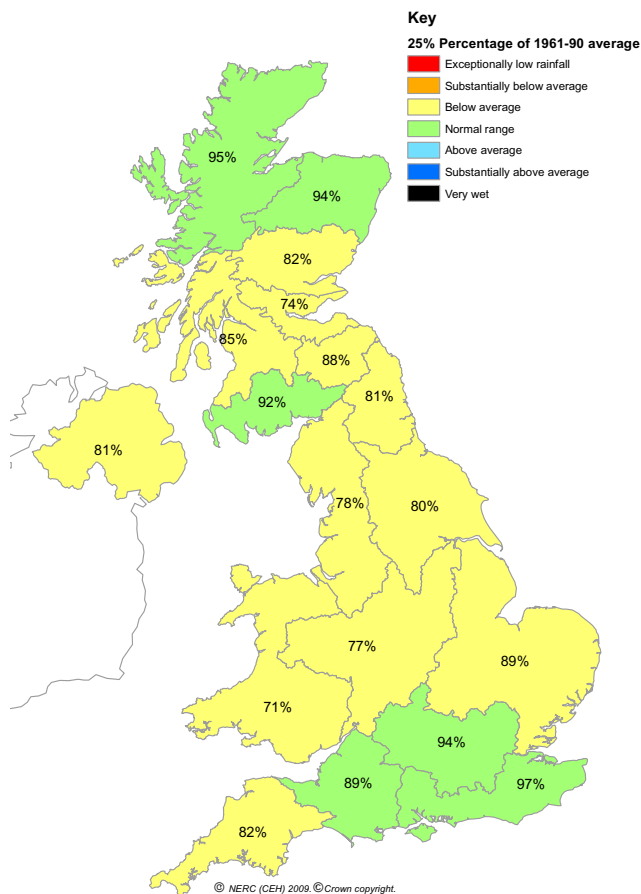 Key
25% Percentage of 1961-90 average
Exceptionally low rainfall
Substantially below average
Below average
Normal range
Above average
Substantially above average
Very wet
95%
94%
82%
74%
85%
88%
92%
81%
81%
78%
80%
77%
89%
71%
94%
89%
97%
82%
© NERC (CEH) 2009. ©Crown copyright.